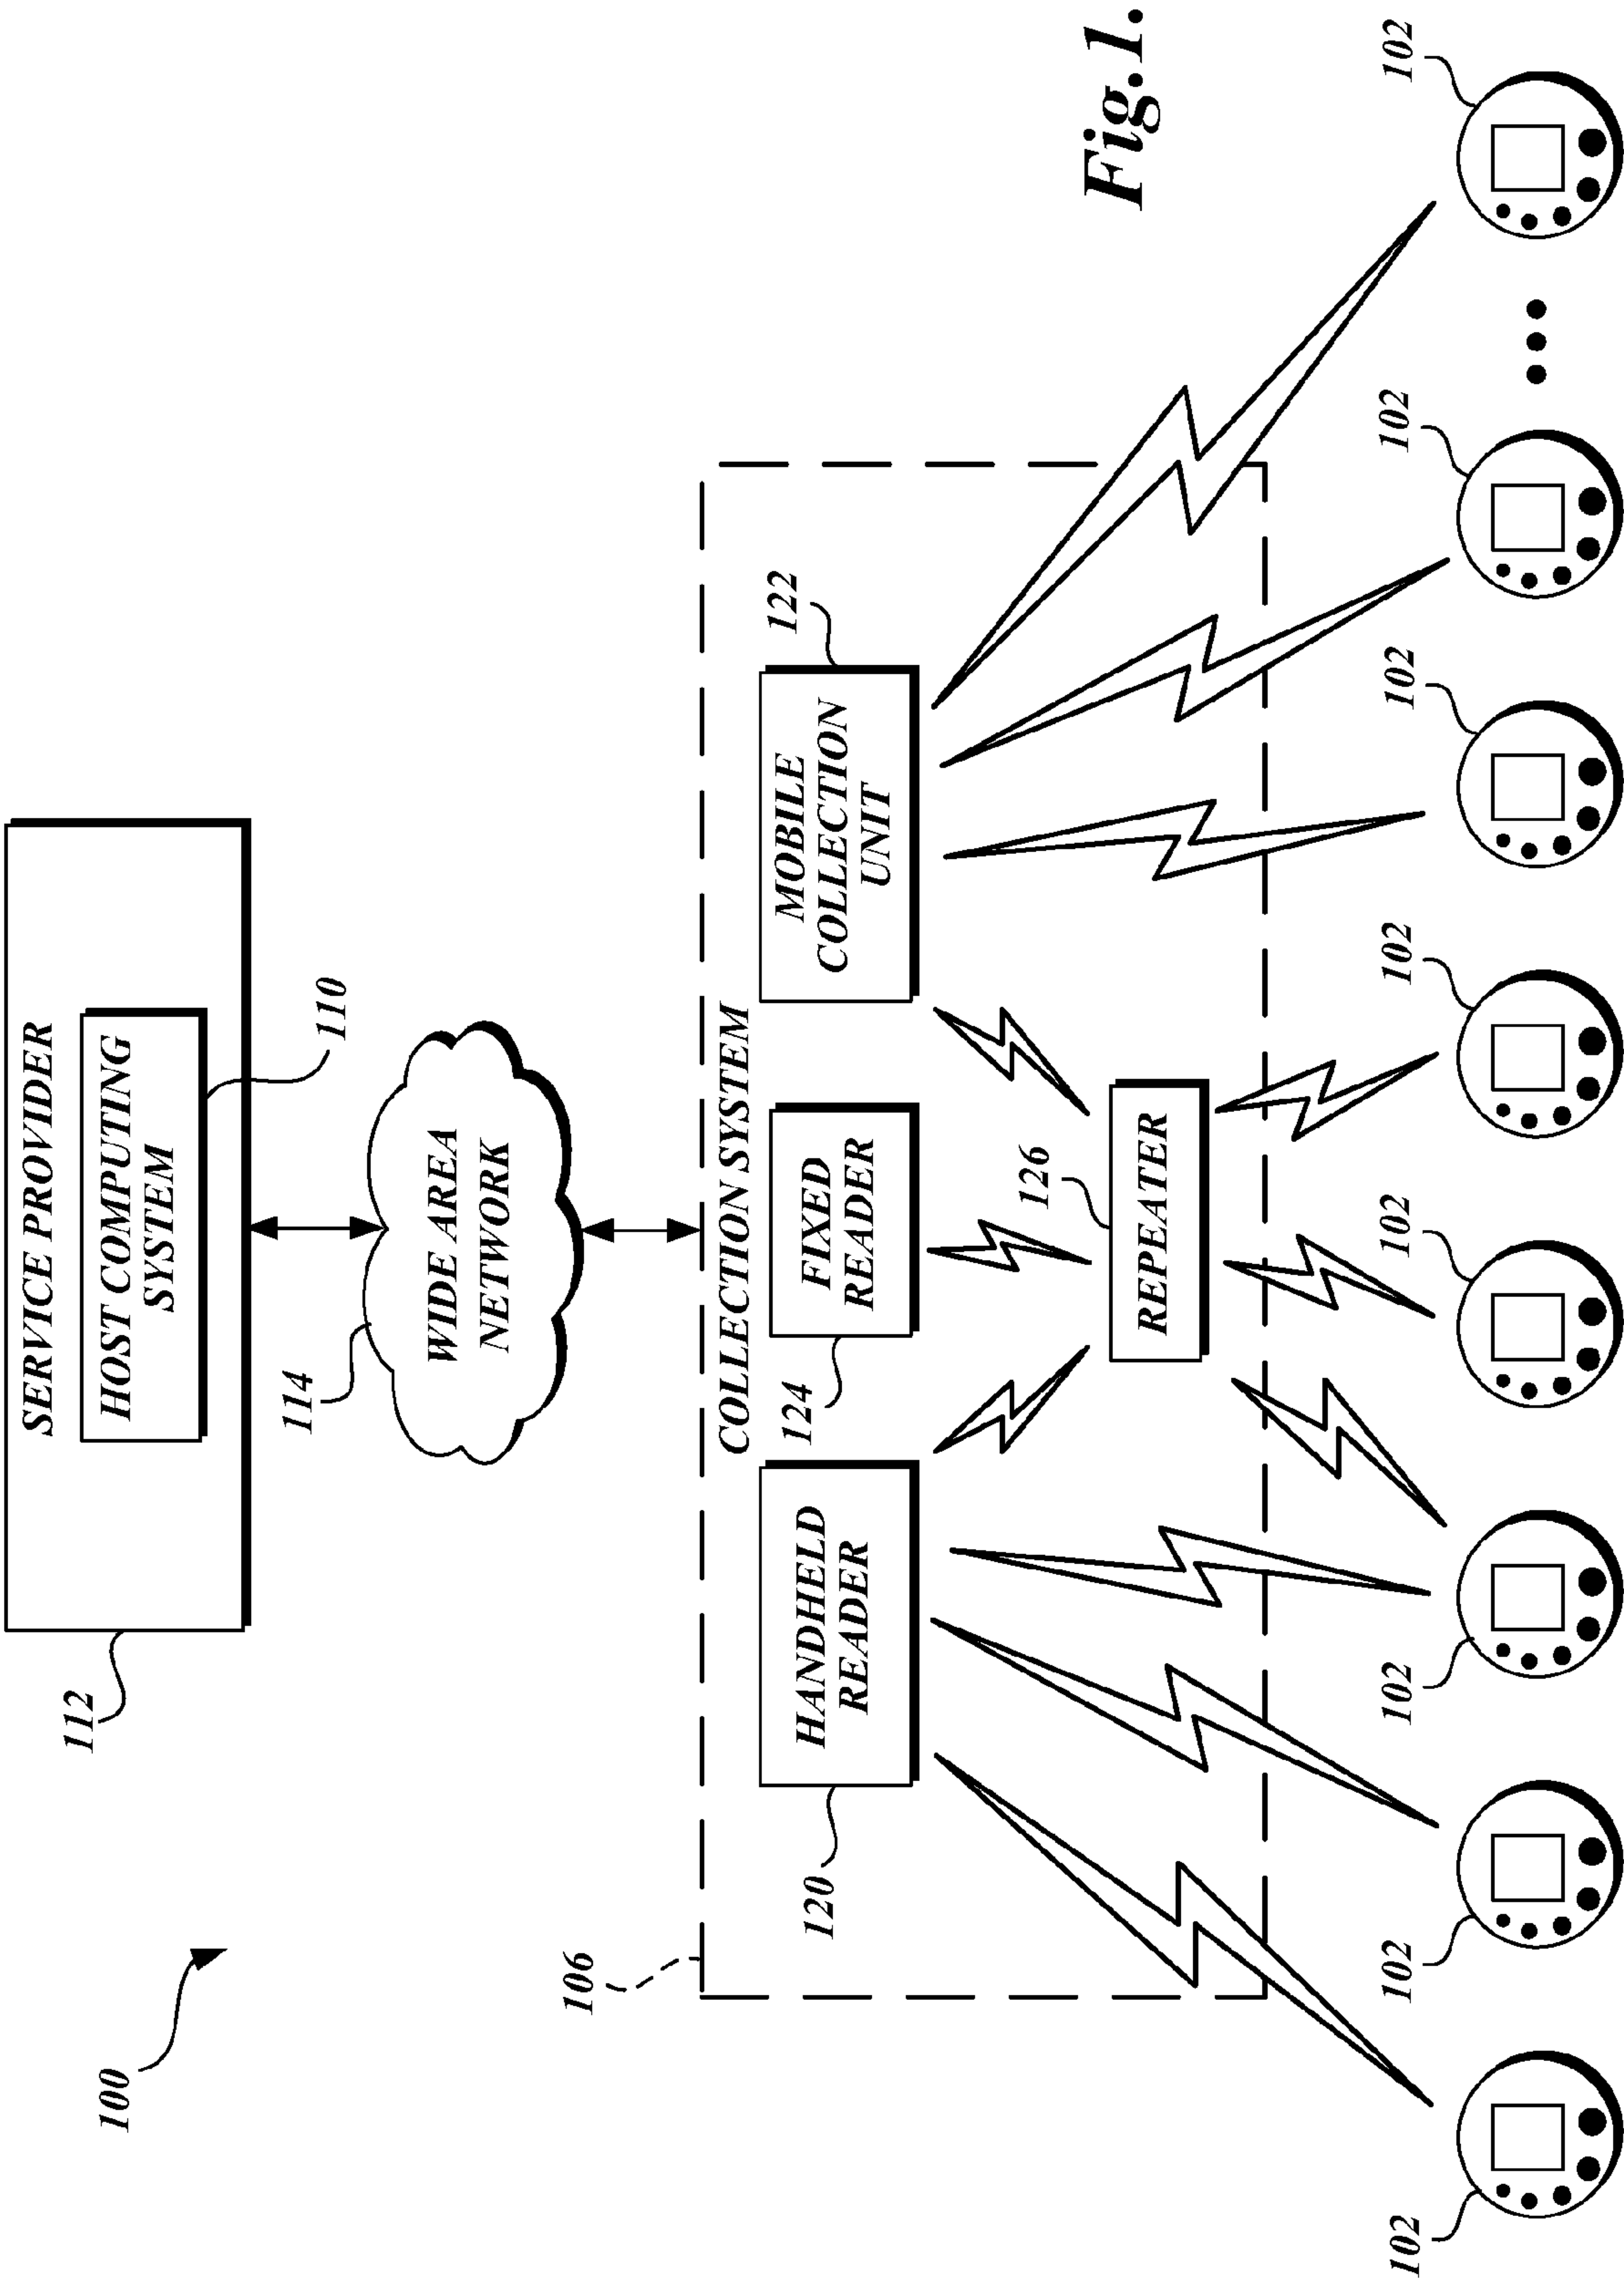 100
112
SERVICE PROVIDER
HOST COMPUTING
SYSTEM
110
114
WIDE AREA
NETWORK
106
COLLECTION SYSTEM
120
HANDHELD
READER
124
FIXED
READER
122
MOBILE
COLLECTION
UNIT
126
REPEATER
Fig.1.
102
102
102
102
102
102
102
102